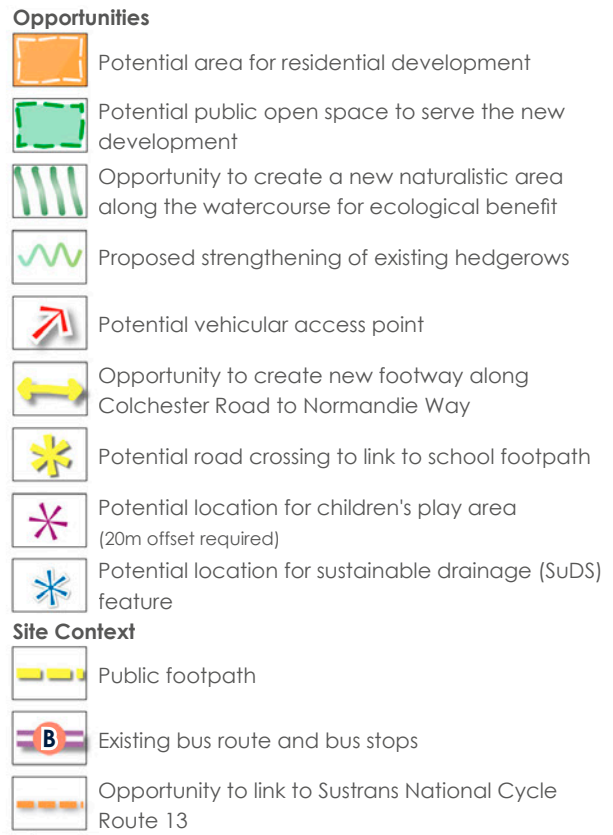 Opportunities
Potential area for residential development
Potential public open space to serve the new
development
Opportunity to create a new naturalistic area
along the watercourse for ecological benefit
Proposed strengthening of existing hedgerows
Potential vehicular access point
Opportunity to create new footway along
Colchester Road to Normandie Way
Potential road crossing to link to school footpath
Potential location for children's play area
(20m offset required)
Potential location for sustainable drainage (SuDS)
feature
Site Context
Public footpath
B Existing bus route and bus stops
Opportunity to link to Sustrans National Cycle
Route 13